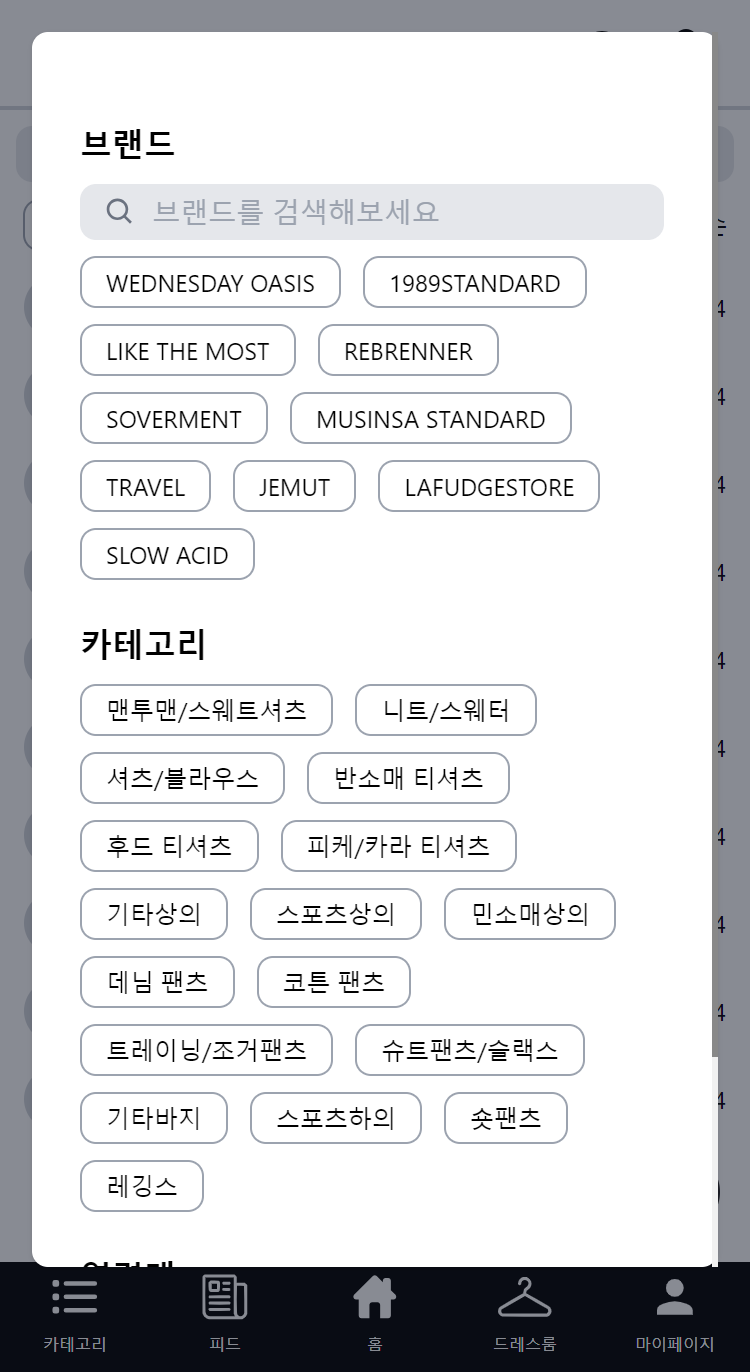 브랜드
브랜드를 검색해보세요
WEDNESDAY OASIS 1989STANDARD
LIKE THE MOST REBRENNER
SOVERMENT MUSINSA STANDARD
TRAVEL JEMUT LAFUDGESTORE
SLOW ACID
카테고리
맨투맨/스웨트셔츠 니트/스웨터
셔츠/블라우스 반소매 티셔츠
후드 티셔츠 피케/카라 티셔츠
기타상의 스포츠상의 민소매상의
데님 팬츠 코튼 팬츠
트레이닝/조거팬츠 슈트팬츠/슬랙스
기타바지 스포츠하의 숏팬츠
레깅스
카테고리 피드 홈 드레스룸 마이페이지